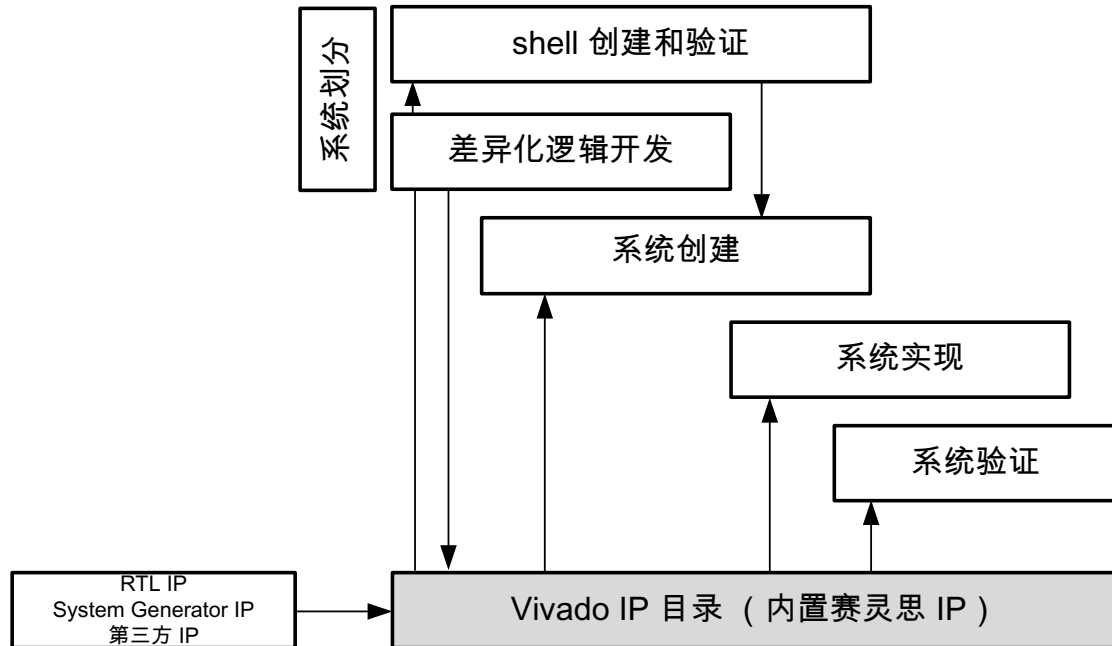 系统划分
shell 创建和验证
差异化逻辑开发
系统创建
系统实现
系统验证
RTL IP
System Generator IP
第三方 IP
Vivado IP 目录 （内置赛灵思 IP）